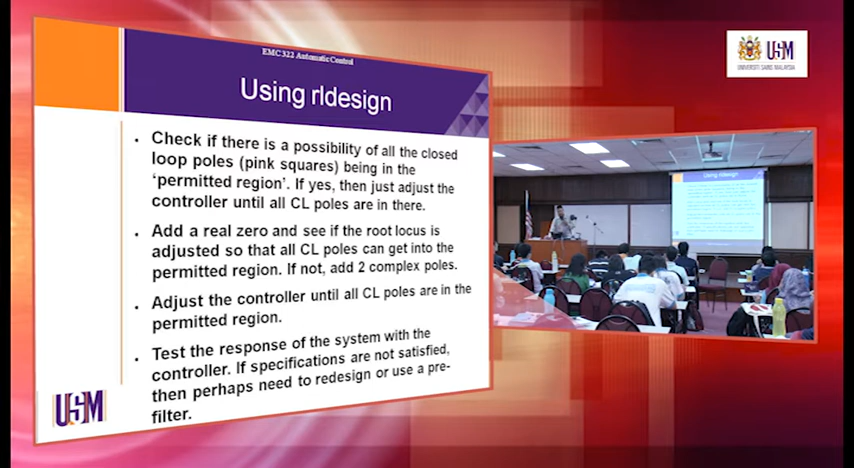 EMC322 Automatic Control
Using rldesign
• Check if there is a possibility of all the closed
loop poles (pink squares) being in the
‘permitted region’. If yes, then just adjust the
controller until all CL poles are in there.
• Add a real zero and see if the root locus is
adjusted so that all CL poles can get into the
permitted region. If not, add 2 complex poles.
• Adjust the controller until all CL poles are in the
permitted region.
• Test the response of the system with the
controller. If specifications are not satisfied,
then perhaps need to redesign or use a pre-
filter.
USM
USM
UNIVERSITI SAINS MALAYSIA
Using rldesign